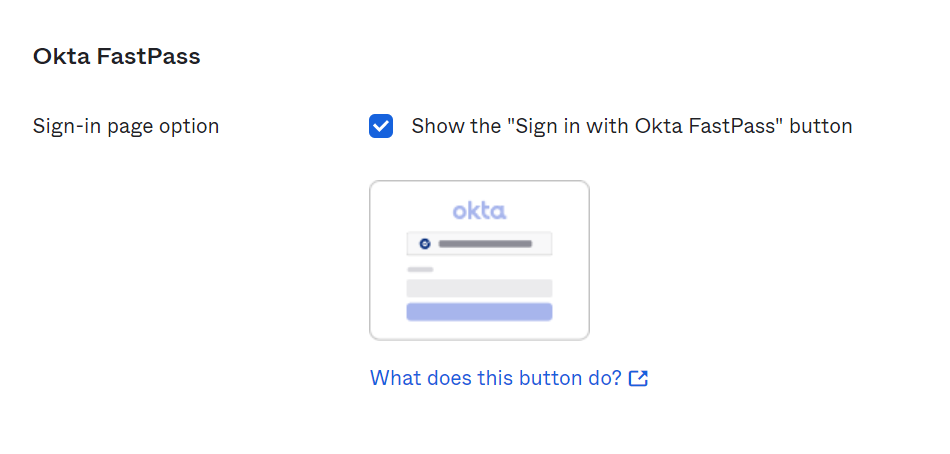 Okta FastPass
Sign-in page option
Show the "Sign in with Okta FastPass" button
okta
What does this button do?